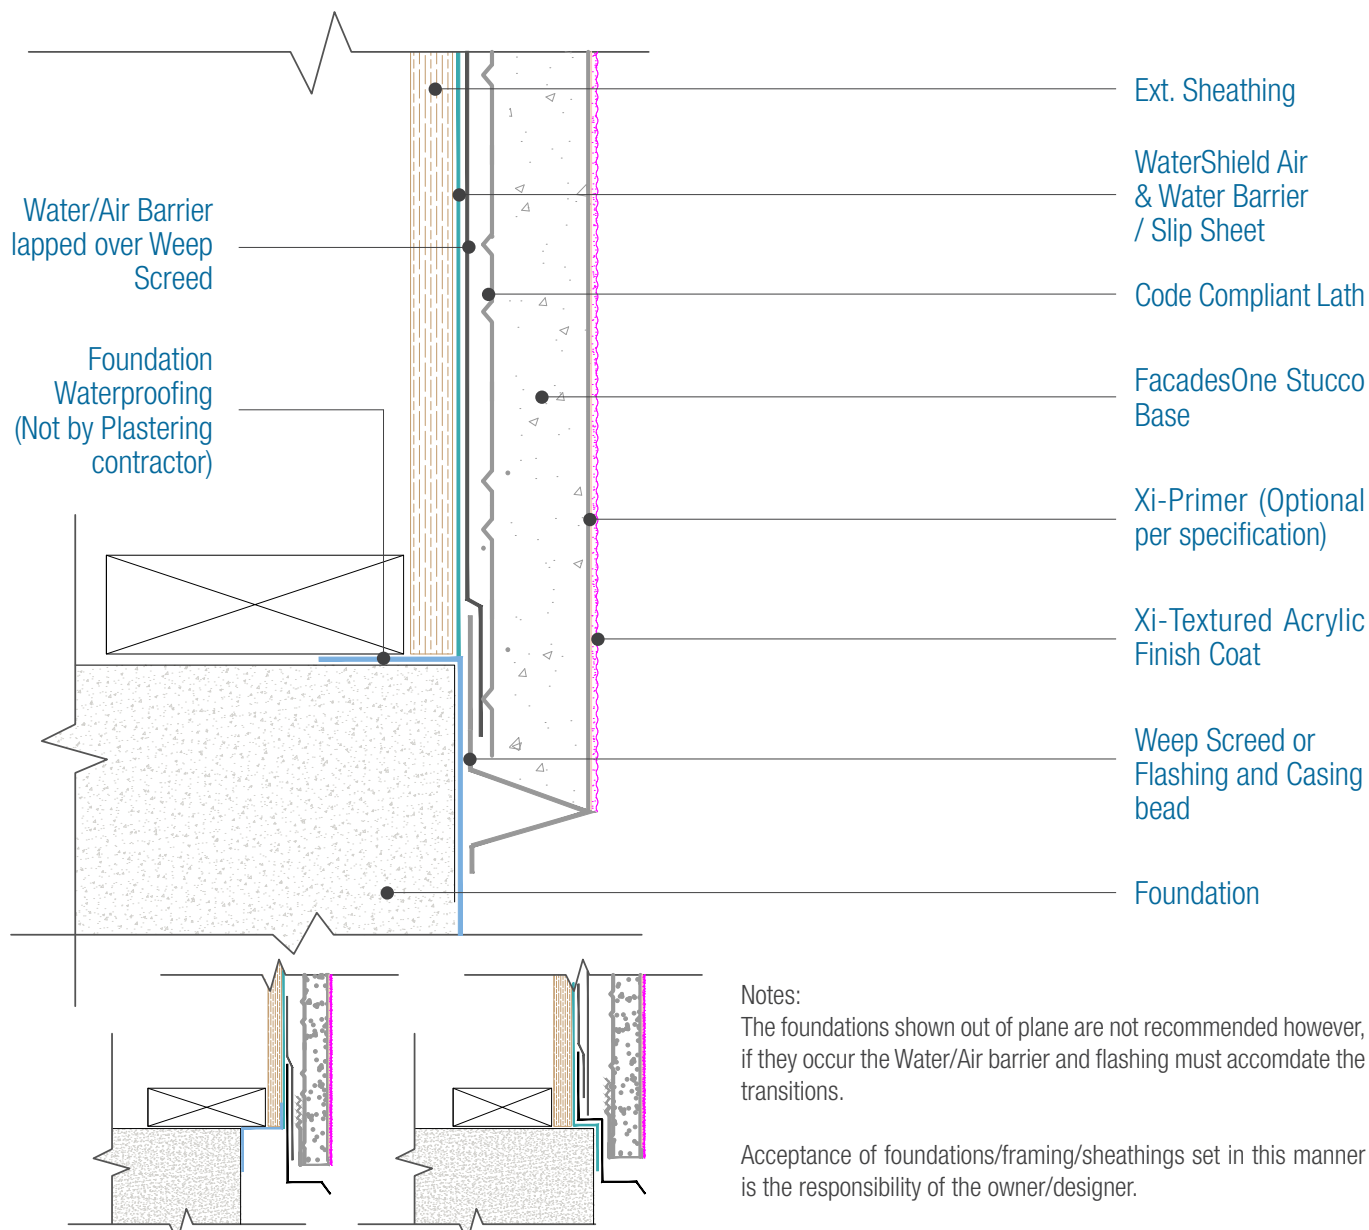 Water/Air Barrier
lapped over Weep
Screed
Foundation
Waterproofing
(Not by Plastering
contractor)
Ext. Sheathing
WaterShield Air
& Water Barrier
/ Slip Sheet
Code Compliant Lath
FacadesOne Stucco
Base
Xi-Primer (Optional
per specification)
Xi-Textured Acrylic
Finish Coat
Weep Screed or
Flashing and Casing
bead
Foundation
Notes:
The foundations shown out of plane are not recommended however,
if they occur the Water/Air barrier and flashing must accomdate the
transitions.
Acceptance of foundations/framing/sheathings set in this manner
is the responsibility of the owner/designer.